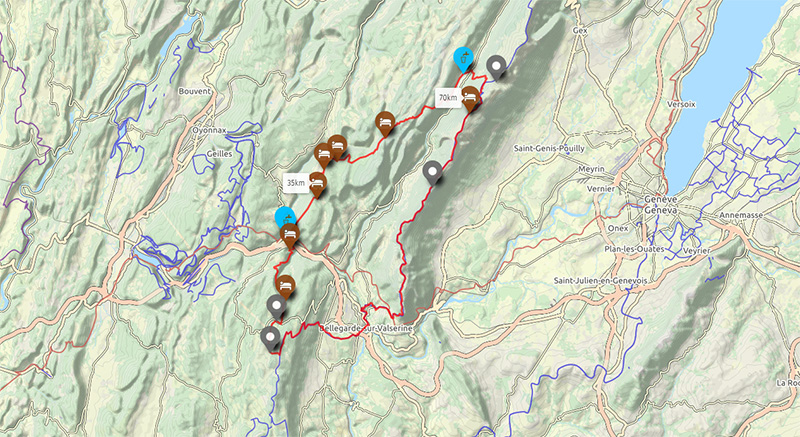 Gex
70km
Bouvent
Versoix
Oyonnax
Geilles
Saint-Genis-Pouilly
Meyrin
35km
Vernier
Genève
Geneva
Annemasse
Onex
Plan-les-Ouates
Veyrier
Saint-Julien-en-Genevois
Bellegarde-sur-Valserine
La Ro